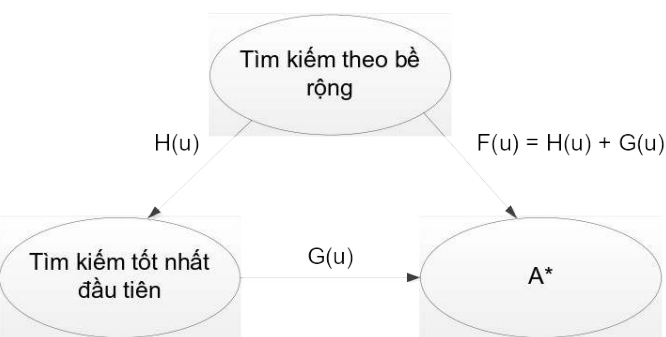 Tìm kiếm theo bề
rộng
H(u)
F(u) = H(u) + G(u)
Tìm kiếm tốt nhất
đầu tiên
G(u)
A*